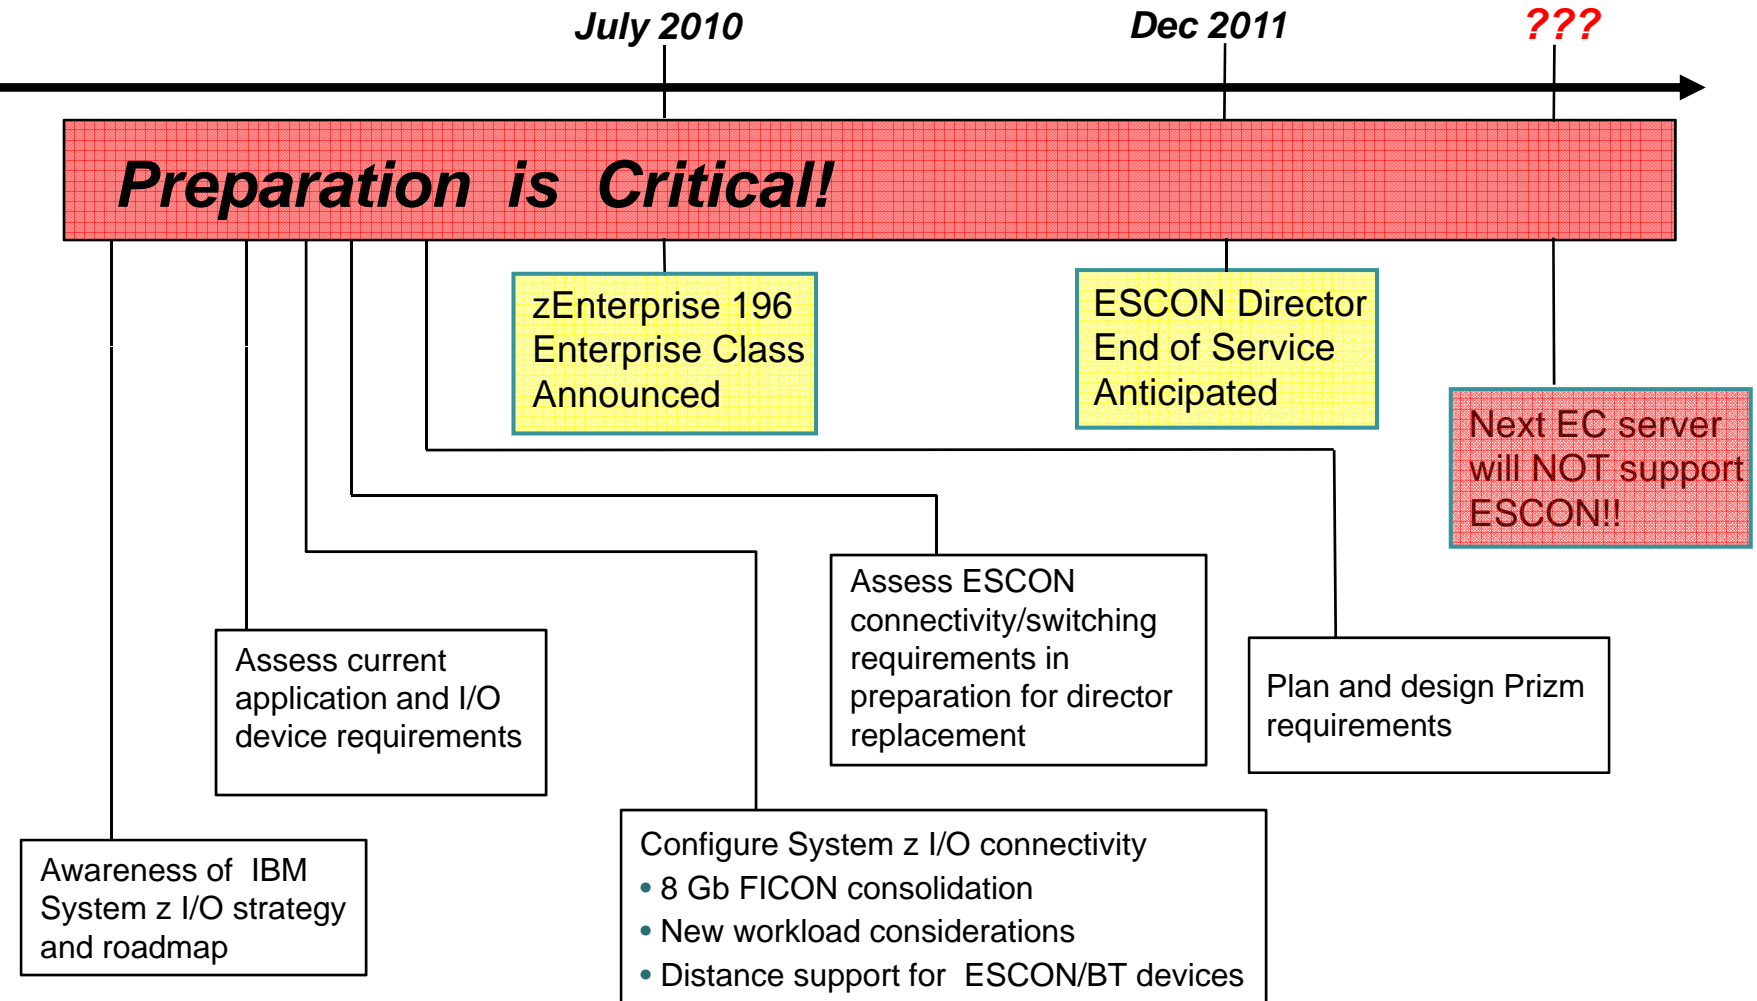 July 2010
Dec 2011
???
Preparation is Critical!
zEnterprise 196
Enterprise Class
Announced
ESCON Director
End of Service
Anticipated
Next EC server
will NOT support
ESCON!!
Assess ESCON
connectivity/switching
requirements in
preparation for director
replacement
Assess current
application and I/O
device requirements
Plan and design Prizm
requirements
Configure System z I/O connectivity
• 8 Gb FICON consolidation
• New workload considerations
• Distance support for ESCON/BT devices
Awareness of IBM
System z I/O strategy
and roadmap